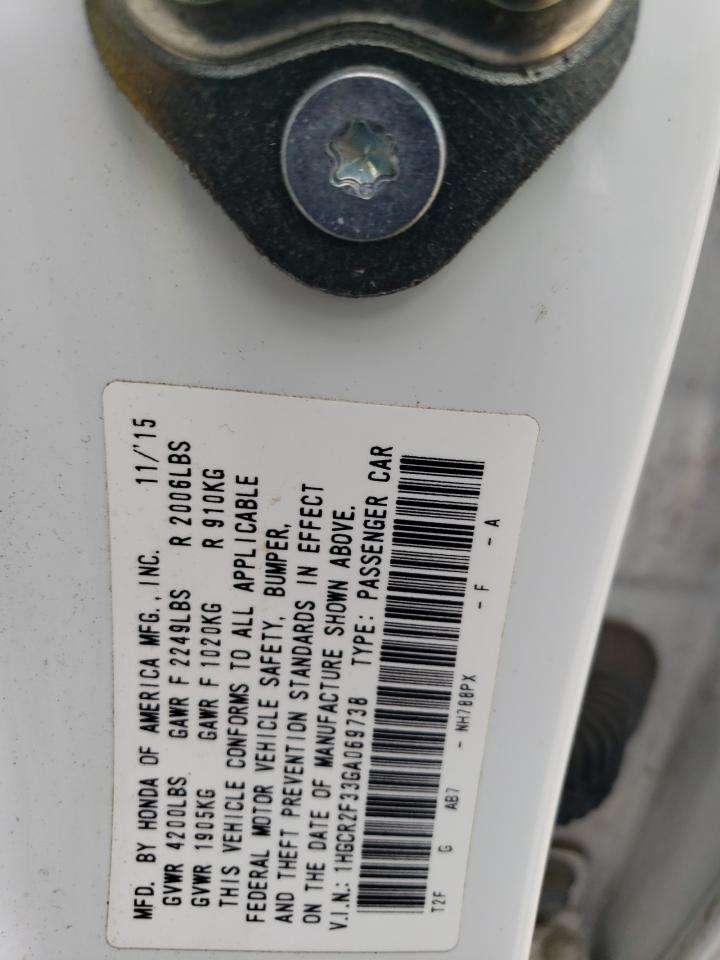 MFD. BY HONDA OF AMERICA MFG., INC. 11/'15
GVWR 4200LBS GAWR F 2249LBS R 2006LBS
GVWR 1905KG GAWR F 1020KG R 910KG
THIS VEHICLE CONFORMS TO ALL APPLICABLE
FEDERAL MOTOR VEHICLE SAFETY, BUMPER,
AND THEFT PREVENTION STANDARDS IN EFFECT
ON THE DATE OF MANUFACTURE SHOWN ABOVE.
V.I.N.: 1HGCR2F33GA069738 TYPE: PASSENGER CAR
T2F G AB7 - NH788PX - F - A